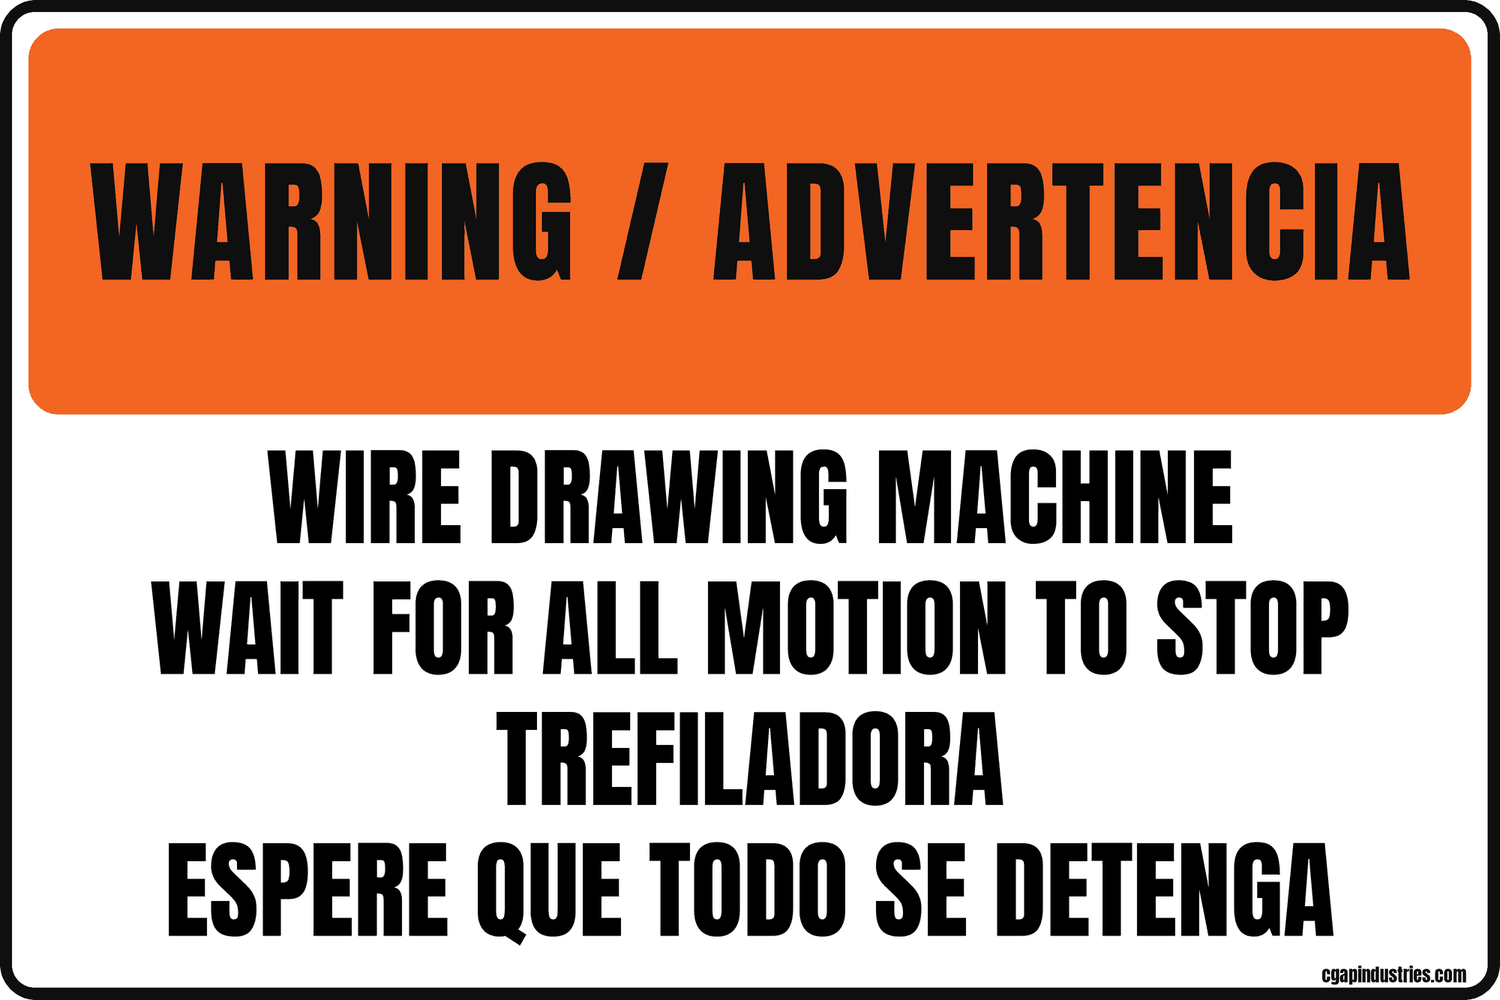 WARNING / ADVERTENCIA
WIRE DRAWING MACHINE
WAIT FOR ALL MOTION TO STOP
TREFILADORA
ESPERE QUE TODO SE DETENGA
cgapindustries.com